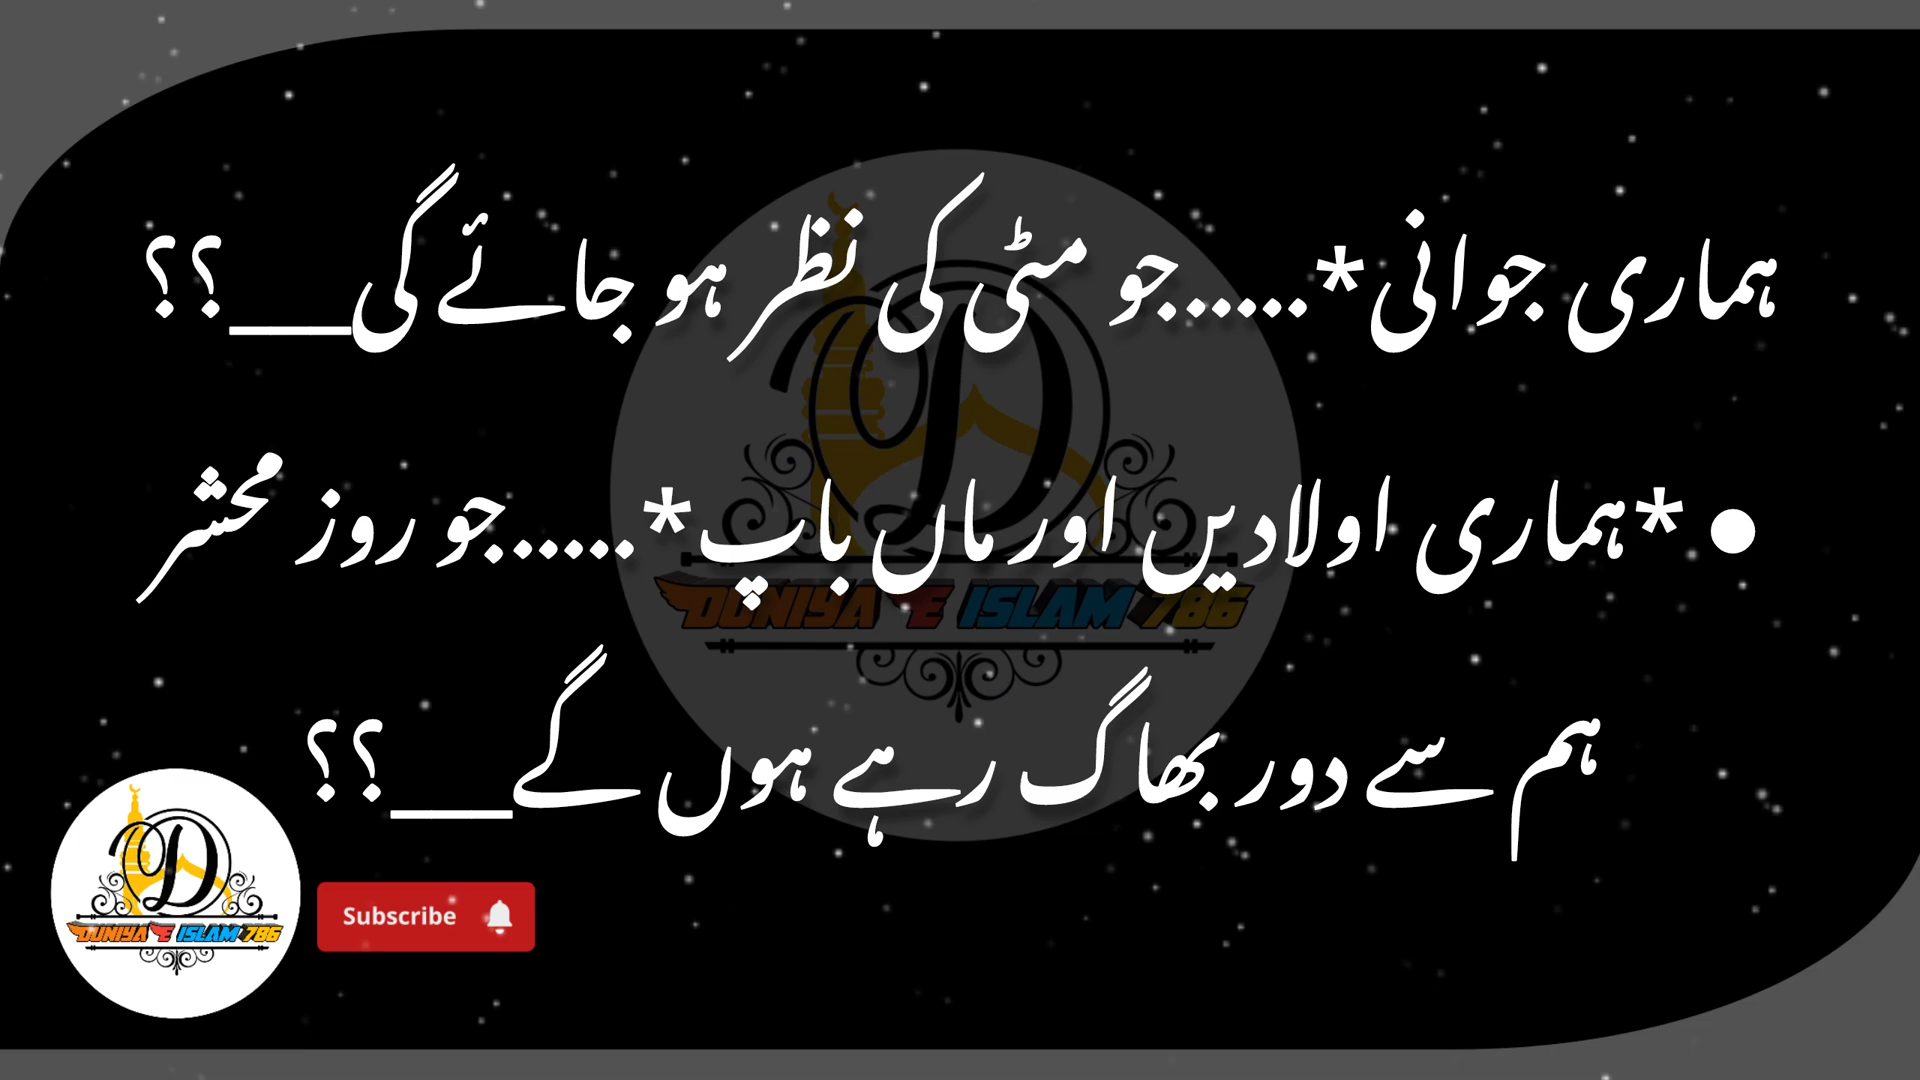 ہماری جوانی*......جو مٹی کی نظر ہو جائے گی___؟؟
● *ہماری اولادیں اور ماں باپ*......جو روز محشر
ہم سے دور بھاگ رہے ہوں گے___؟؟
D
DUNIYA E ISLAM 786
D
DUNIYA E ISLAM 786
Subscribe